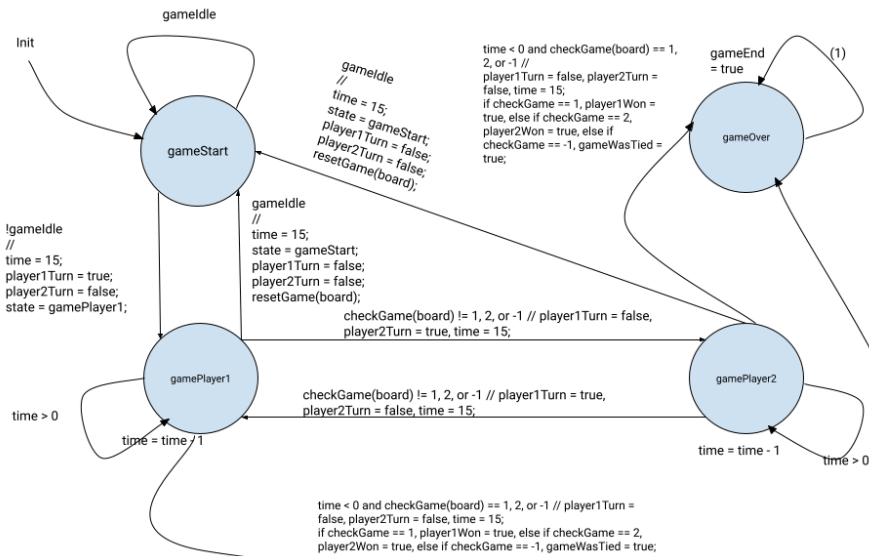 gameIdle
Init
gameStart
gameIdle
//
time = 15;
state = gameStart;
player1Turn = false;
player2Turn = false;
resetGame(board);
time < 0 and checkGame(board) == 1,
2, or -1 //
player1Turn = false, player2Turn =
false, time = 15;
if checkGame == 1, player1Won =
true, else if checkGame == 2,
player2Won = true, else if
checkGame == -1, gameWasTied =
true;
gameEnd
= true
(1)
gameOver
!gameIdle
//
time = 15;
player1Turn = true;
player2Turn = false;
state = gamePlayer1;
gameIdle
//
time = 15;
state = gameStart;
player1Turn = false;
player2Turn = false;
resetGame(board);
checkGame(board) != 1, 2, or -1 // player1Turn = false,
player2Turn = true, time = 15;
gamePlayer1
gamePlayer2
checkGame(board) != 1, 2, or -1 // player1Turn = true,
player2Turn = false, time = 15;
time > 0
time = time - 1
time = time - 1
time > 0
time < 0 and checkGame(board) == 1, 2, or -1 // player1Turn =
false, player2Turn = false, time = 15;
if checkGame == 1, player1Won = true, else if checkGame == 2,
player2Won = true, else if checkGame == -1, gameWasTied = true;